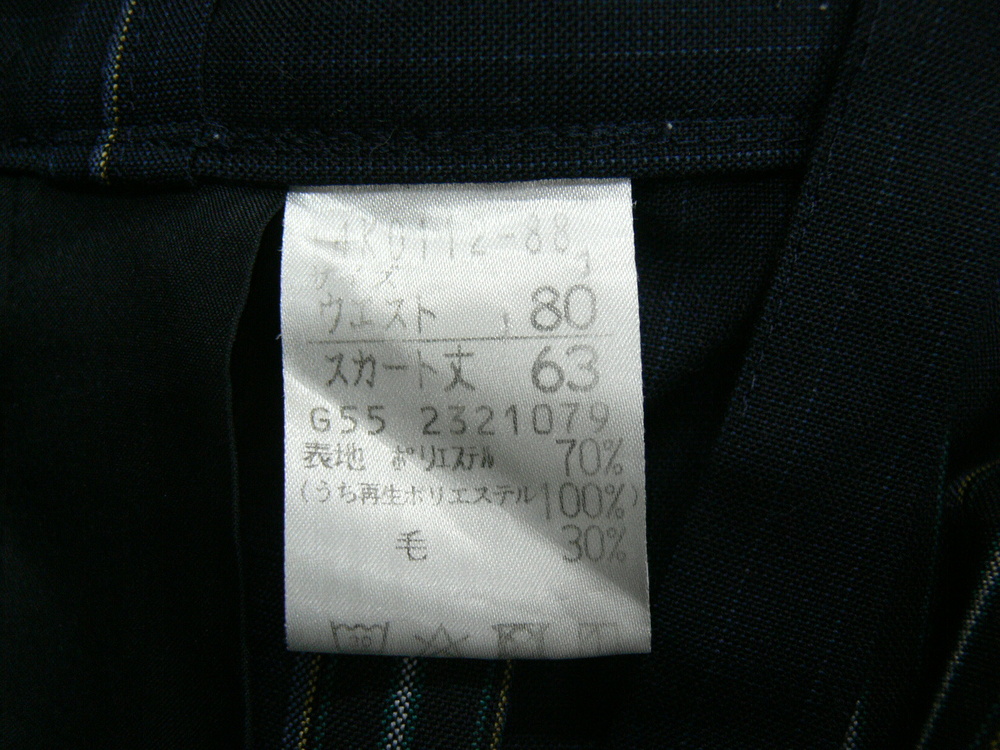 サイズ
ウエスト 80
スカート丈 63
G55 2321079
表地 ポリエステル 70%
(うち再生ポリエステル100%)
毛 30%